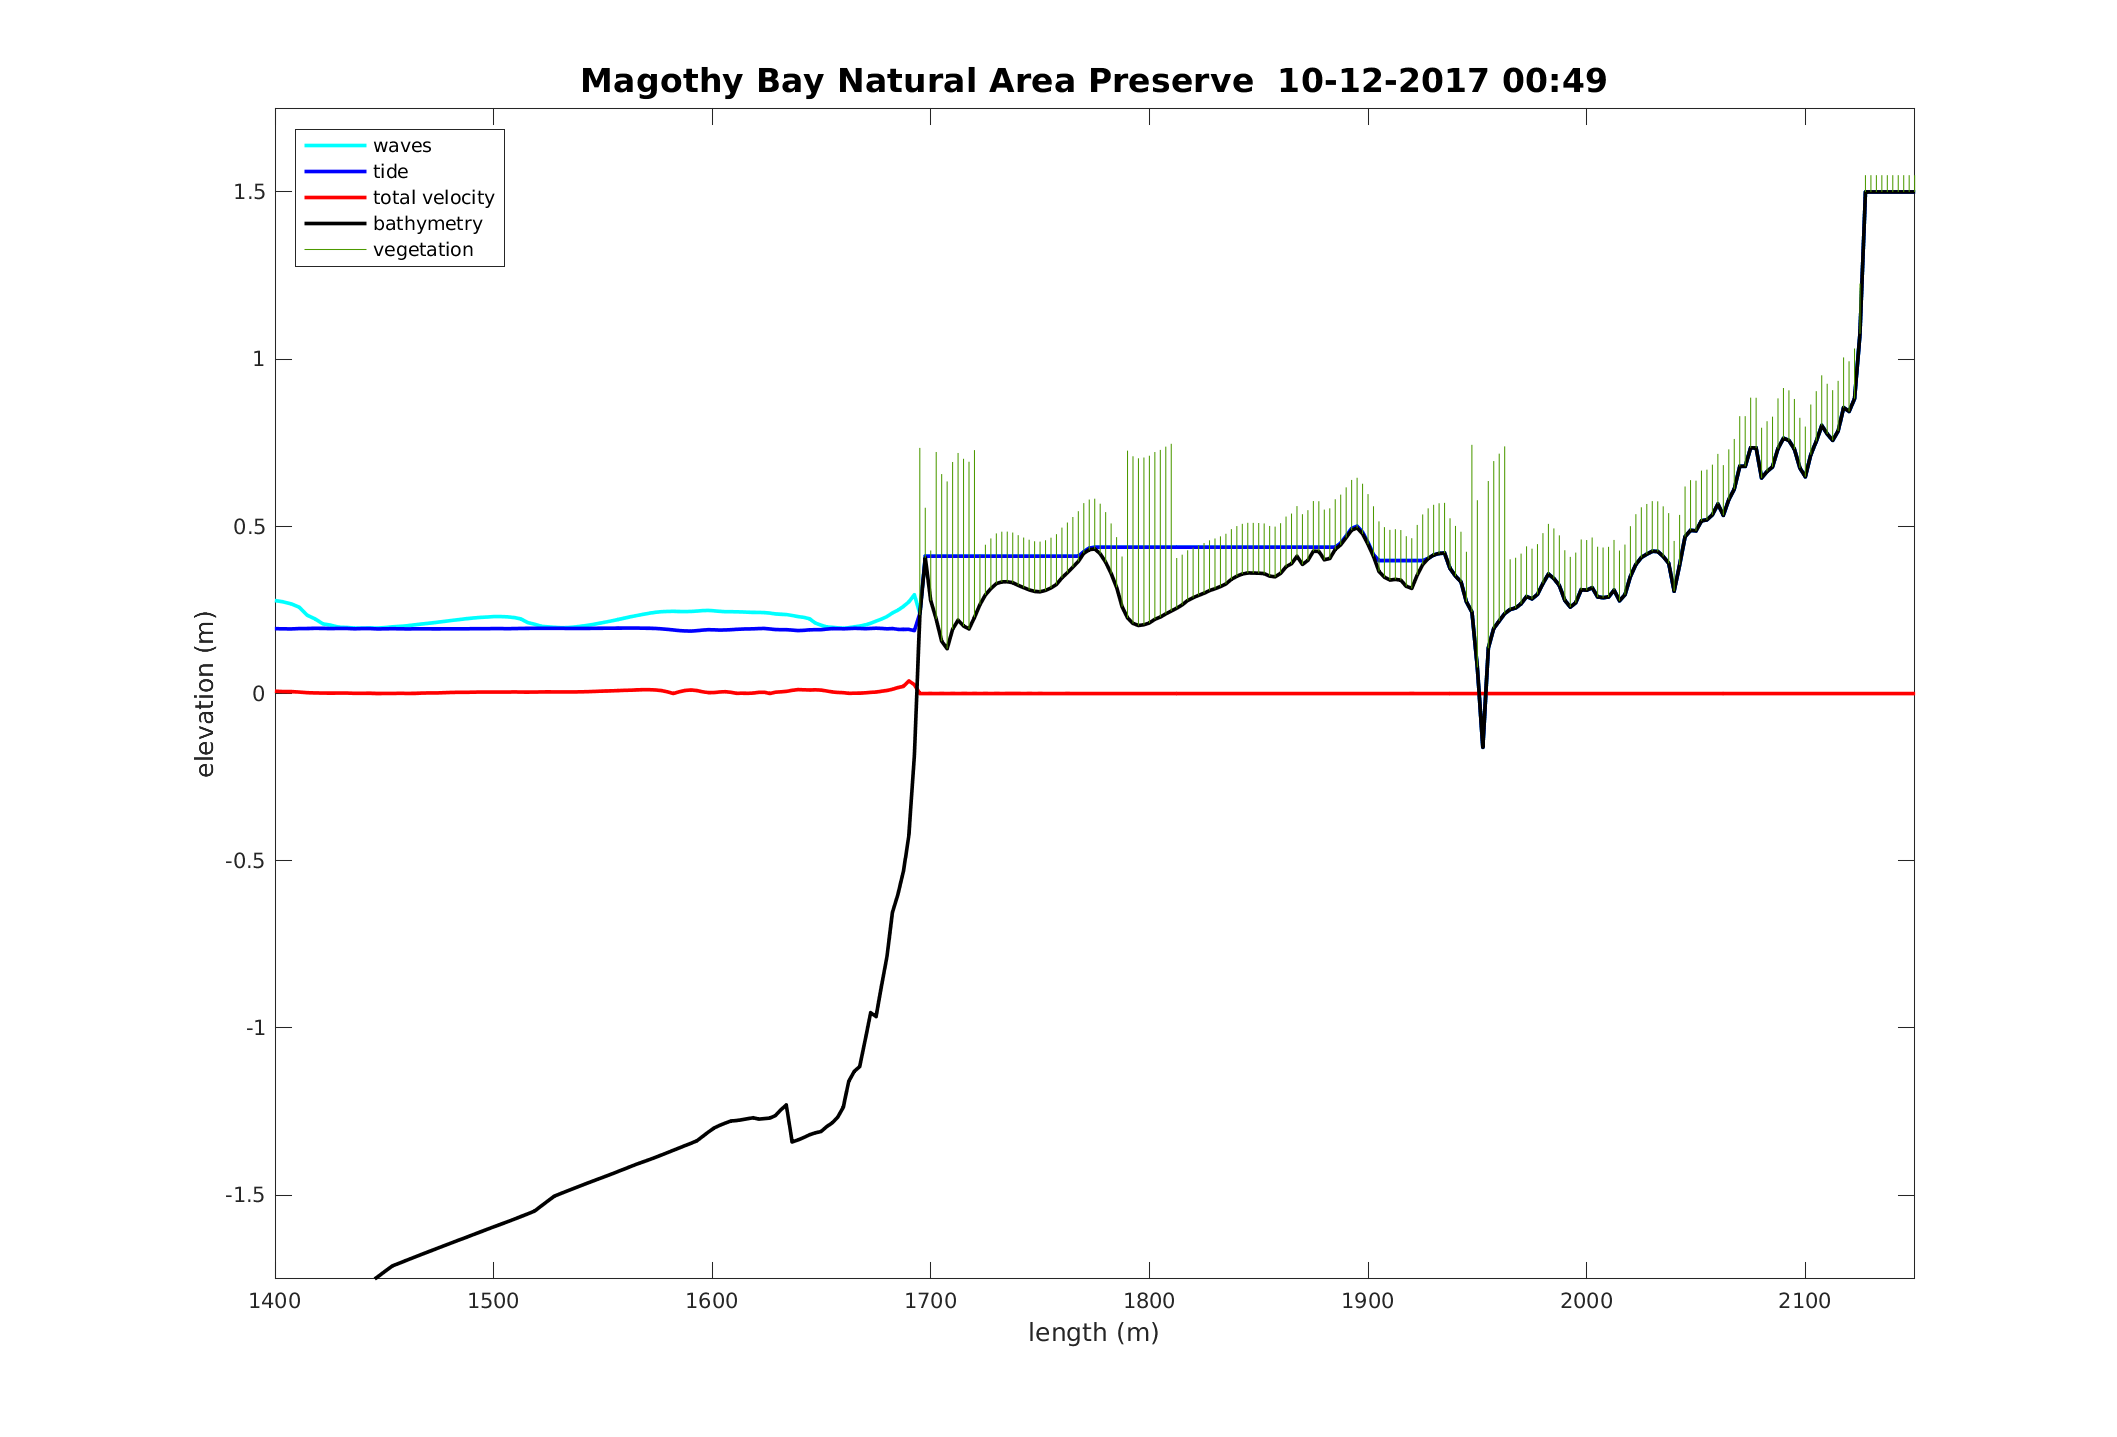 Magothy Bay Natural Area Preserve  10-12-2017 00:49
waves
tide
total velocity
bathymetry
vegetation
1.5
1
0.5
0
-0.5
-1
-1.5
elevation (m)
1400 1500 1600 1700 1800 1900 2000 2100
length (m)